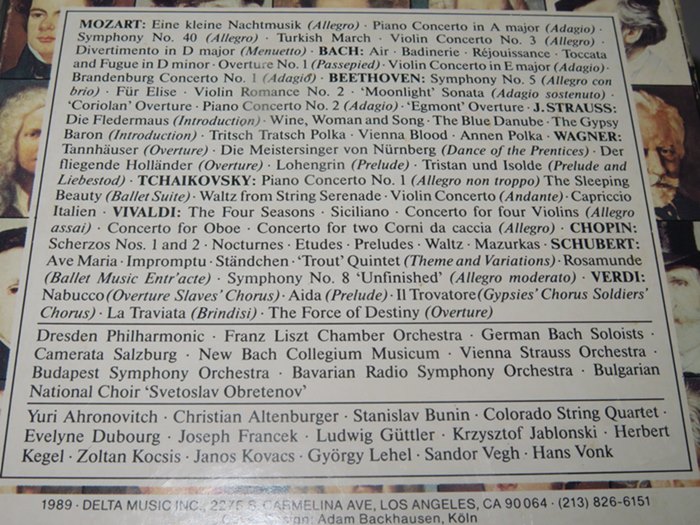 MOZART: Eine kleine Nachtmusik (Allegro) · Piano Concerto in A major (Adagio) ·
Symphony No. 40 (Allegro) · Turkish March · Violin Concerto No. 3 (Allegro) ·
Divertimento in D major (Menuetto) · BACH: Air · Badinerie · Réjouissance · Toccata
and Fugue in D minor · Overture No. 1 (Passepied) · Violin Concerto in E major (Adagio) ·
Brandenburg Concerto No. 1 (Adagio) · BEETHOVEN: Symphony No. 5 (Allegro con
brio) · Für Elise · Violin Romance No. 2 · 'Moonlight' Sonata (Adagio sostenuto) ·
'Coriolan' Overture · Piano Concerto No. 2 (Adagio) · 'Egmont' Overture · J. STRAUSS:
Die Fledermaus (Introduction) · Wine, Woman and Song · The Blue Danube · The Gypsy
Baron (Introduction) · Tritsch Tratsch Polka · Vienna Blood · Annen Polka · WAGNER:
Tannhäuser (Overture) · Die Meistersinger von Nürnberg (Dance of the Prentices) · Der
fliegende Holländer (Overture) · Lohengrin (Prelude) · Tristan und Isolde (Prelude and
Liebestod) · TCHAIKOVSKY: Piano Concerto No. 1 (Allegro non troppo) The Sleeping
Beauty (Ballet Suite) · Waltz from String Serenade · Violin Concerto (Andante) · Capriccio
Italien · VIVALDI: The Four Seasons · Siciliano · Concerto for four Violins (Allegro
assai) · Concerto for Oboe · Concerto for two Corni da caccia (Allegro) · CHOPIN:
Scherzos Nos. 1 and 2 · Nocturnes · Etudes · Preludes · Waltz · Mazurkas · SCHUBERT:
Ave Maria · Impromptu · Ständchen · 'Trout' Quintet (Theme and Variations) · Rosamunde
(Ballet Music Entr'acte) · Symphony No. 8 'Unfinished' (Allegro moderato) · VERDI:
Nabucco (Overture Slaves' Chorus) · Aida (Prelude) · Il Trovatore (Gypsies' Chorus Soldiers'
Chorus) · La Traviata (Brindisi) · The Force of Destiny (Overture)
Dresden Philharmonic · Franz Liszt Chamber Orchestra · German Bach Soloists ·
Camerata Salzburg · New Bach Collegium Musicum · Vienna Strauss Orchestra ·
Budapest Symphony Orchestra · Bavarian Radio Symphony Orchestra · Bulgarian
National Choir 'Svetoslav Obretenov'
Yuri Ahronovitch · Christian Altenburger · Stanislav Bunin · Colorado String Quartet ·
Evelyne Dubourg · Joseph Francek · Ludwig Güttler · Krzysztof Jablonski · Herbert
Kegel · Zoltan Kocsis · Janos Kovacs · György Lehel · Sandor Vegh · Hans Vonk
1989 · DELTA MUSIC INC., S. CARMELINA AVE, LOS ANGELES, CA 90064 · (213) 826-6151
Adam Backhausen, Köln